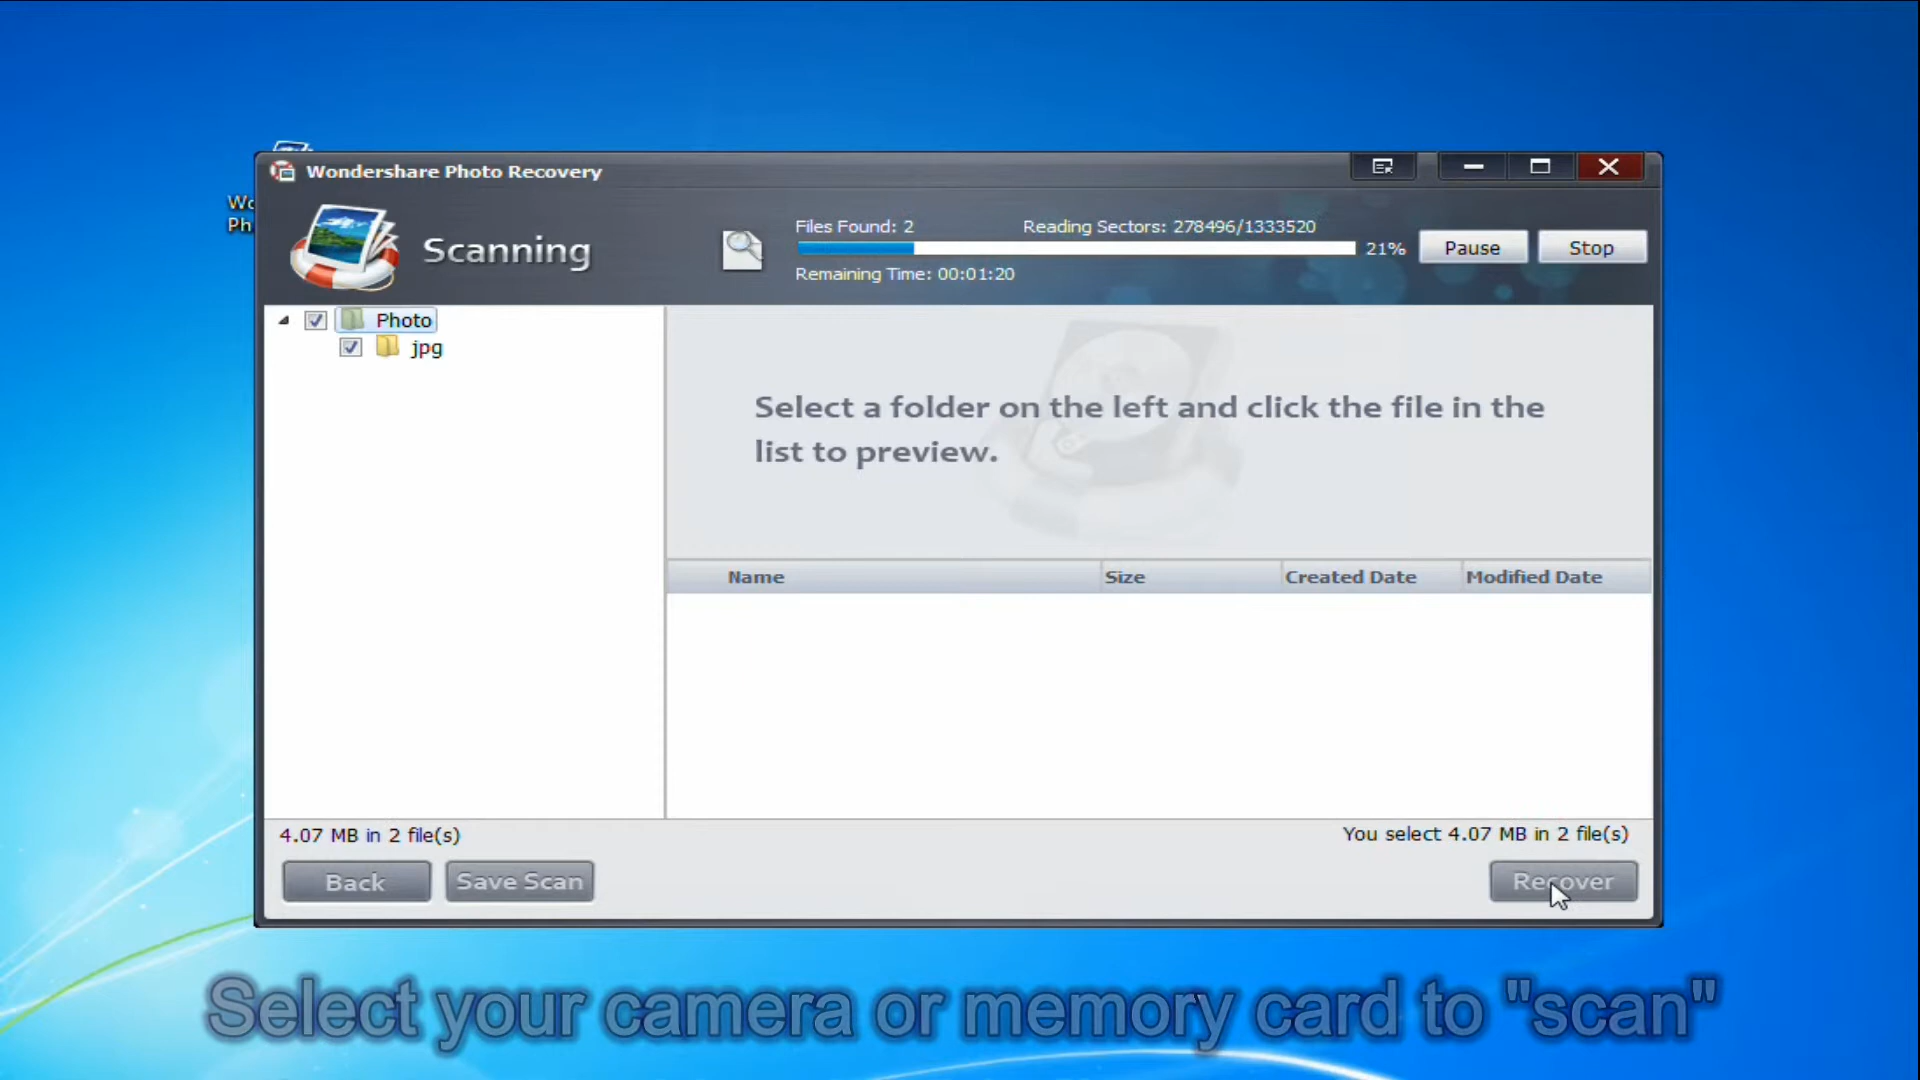 Wo
Ph
Wondershare Photo Recovery
Scanning
Files Found: 2
Reading Sectors: 278496/1333520
21%
Remaining Time: 00:01:20
Pause
Stop
Photo
jpg
Select a folder on the left and click the file in the
list to preview.
Name
Size
Created Date
Modified Date
4.07 MB in 2 file(s)
You select 4.07 MB in 2 file(s)
Back
Save Scan
Recover
Select your camera or memory card to "scan"